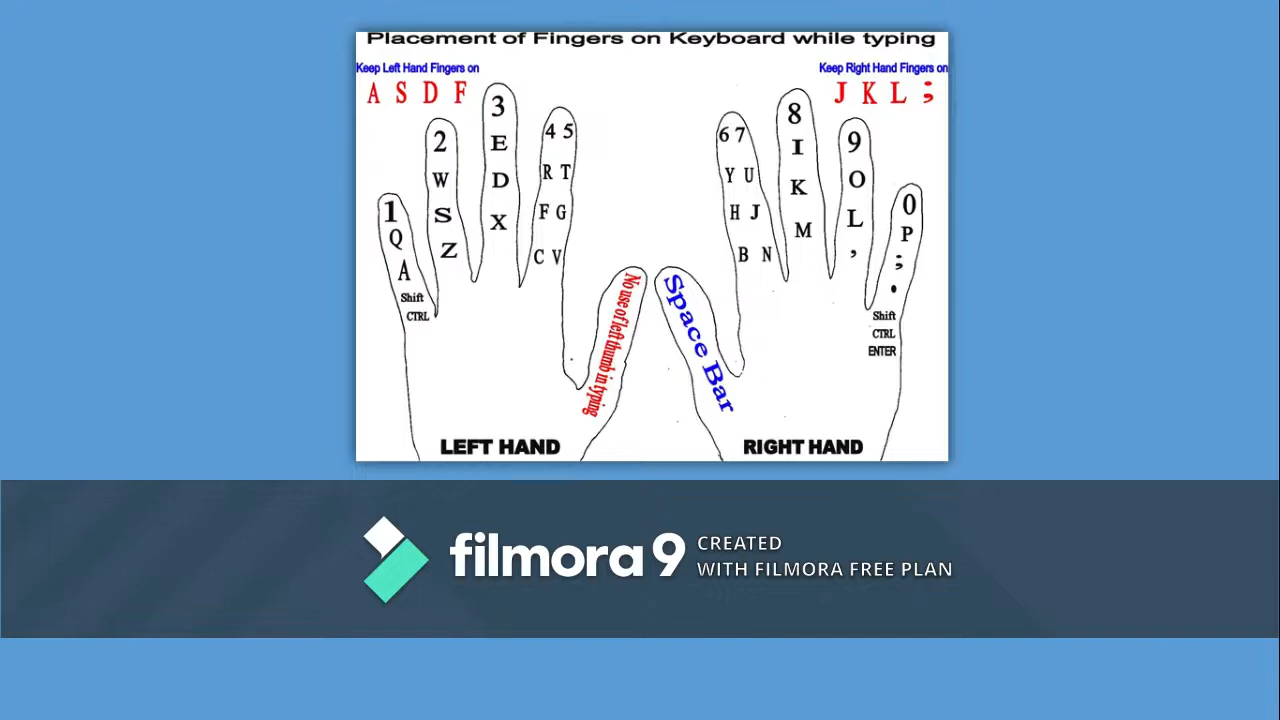 Placement of Fingers on Keyboard while typing
Keep Left Hand Fingers on
A S D F
Keep Right Hand Fingers on
J K L ;
1
Q
A
Shift
CTRL
2
W
S
Z
3
E
D
X
4 5
R T
F G
C V
No use of left thumb in typing
Space Bar
6 7
Y U
H J
B N
8
I
K
M
9
O
L
,
0
P
;
.
Shift
CTRL
ENTER
LEFT HAND
RIGHT HAND
filmora 9
CREATED
WITH FILMORA FREE PLAN